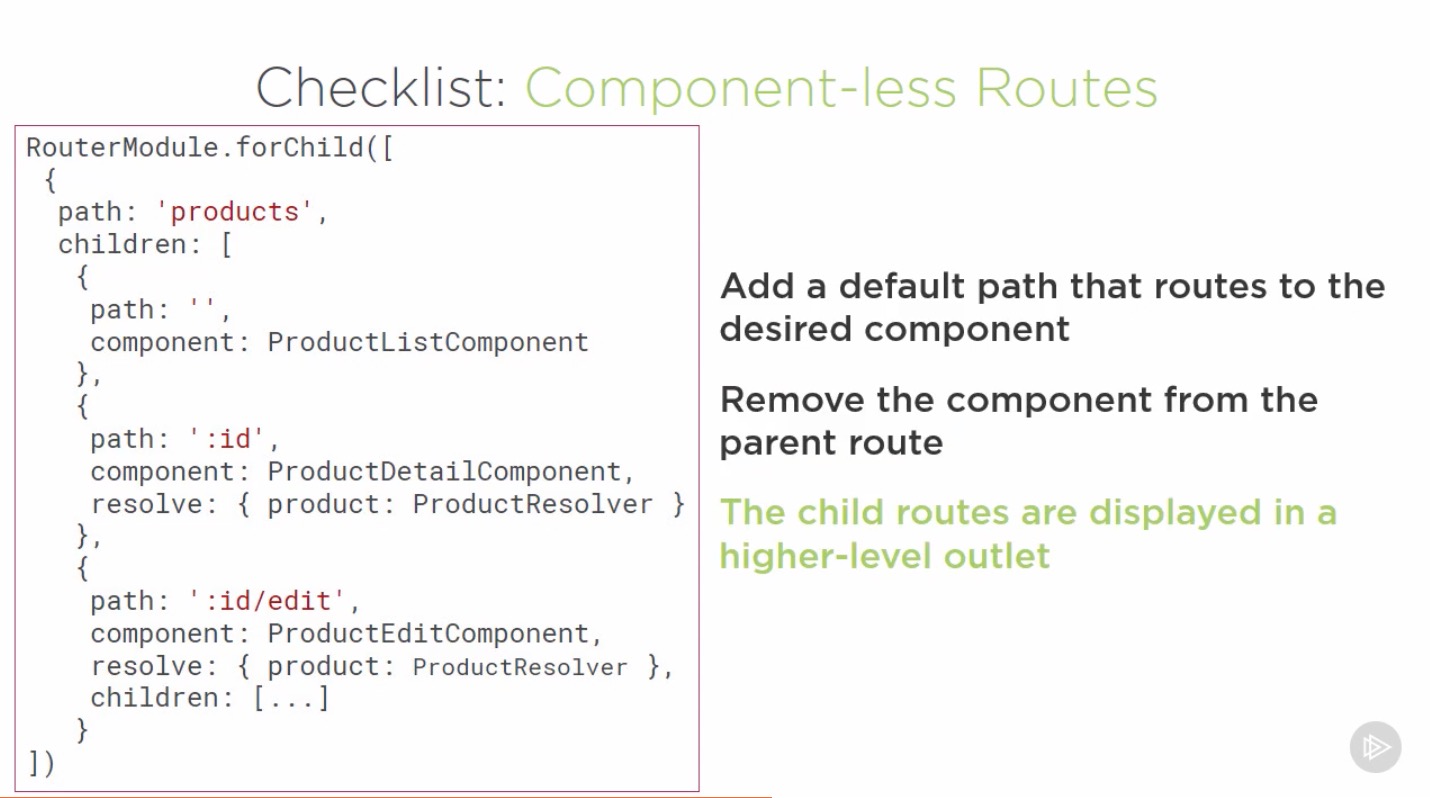 Checklist: Component-less Routes
RouterModule.forChild([
{
path: 'products',
children: [
{
path: '',
component: ProductListComponent
},
{
path: ':id',
component: ProductDetailComponent,
resolve: { product: ProductResolver }
},
{
path: ':id/edit',
component: ProductEditComponent,
resolve: { product: ProductResolver },
children: [...]
}
])
Add a default path that routes to the
desired component
Remove the component from the
parent route
The child routes are displayed in a
higher-level outlet